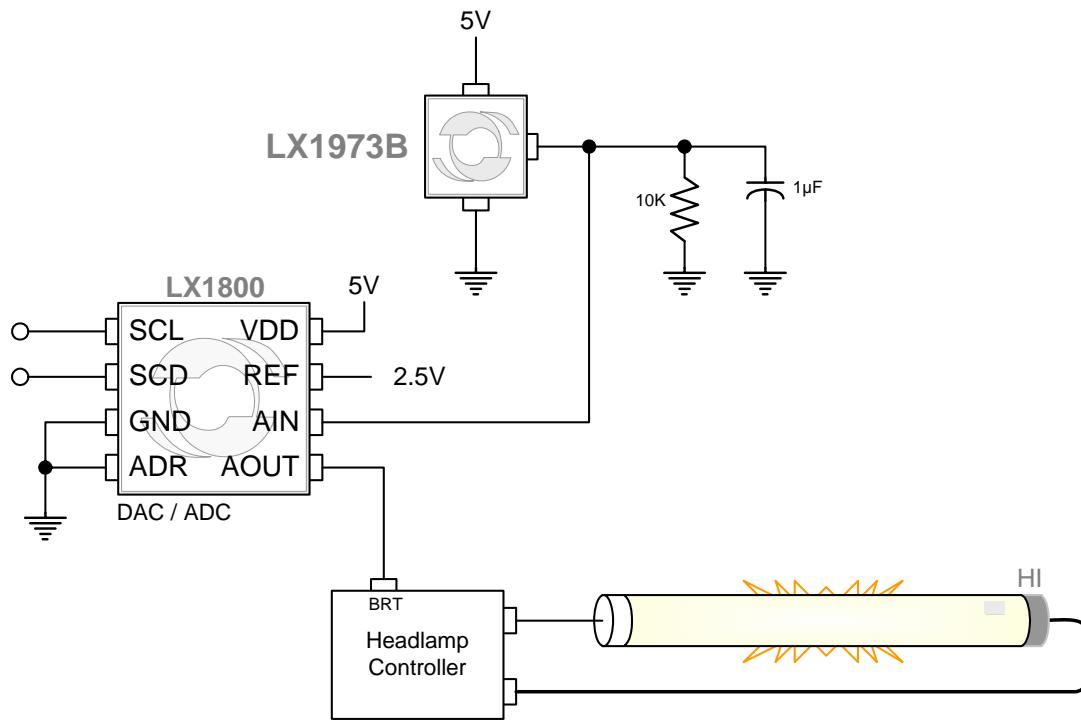 5V
LX1973B
10K
1µF
LX1800
5V
SCL VDD
SCD REF 2.5V
GND AIN
ADR AOUT
DAC / ADC
BRT
Headlamp
Controller
HI